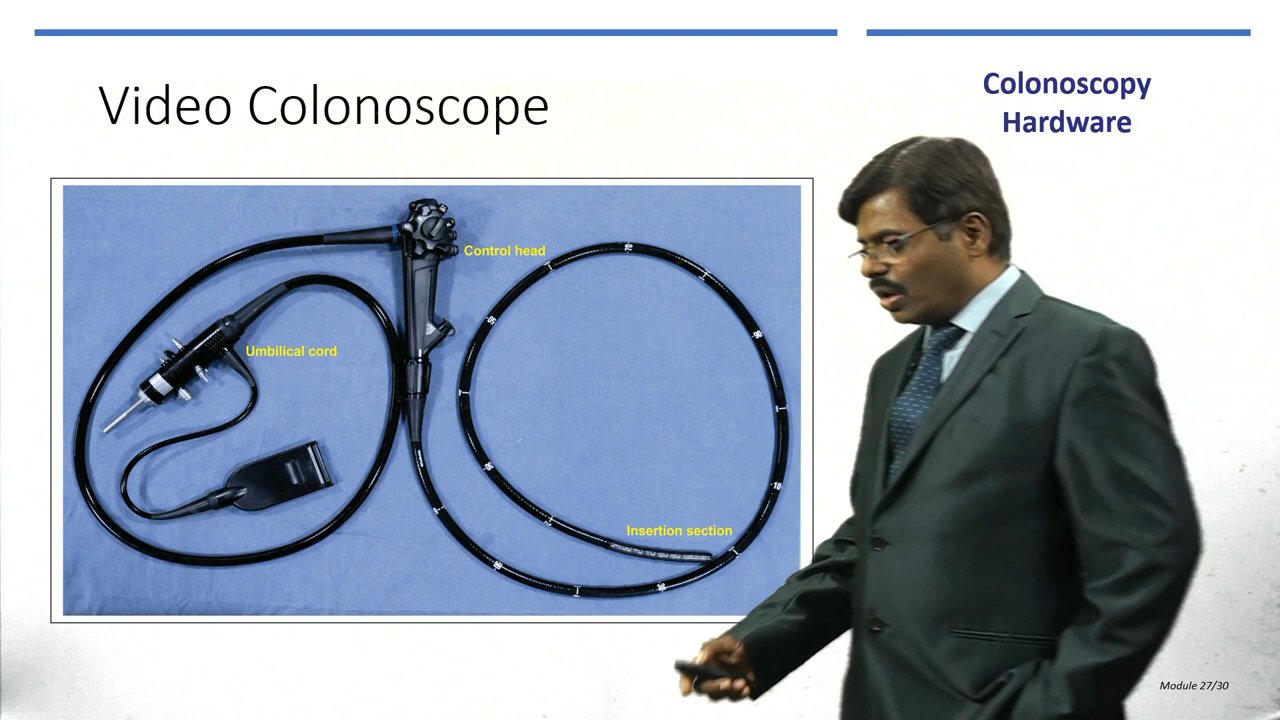 Video Colonoscope
Colonoscopy
Hardware
Control head
Umbilical cord
Insertion section
Module 27/30